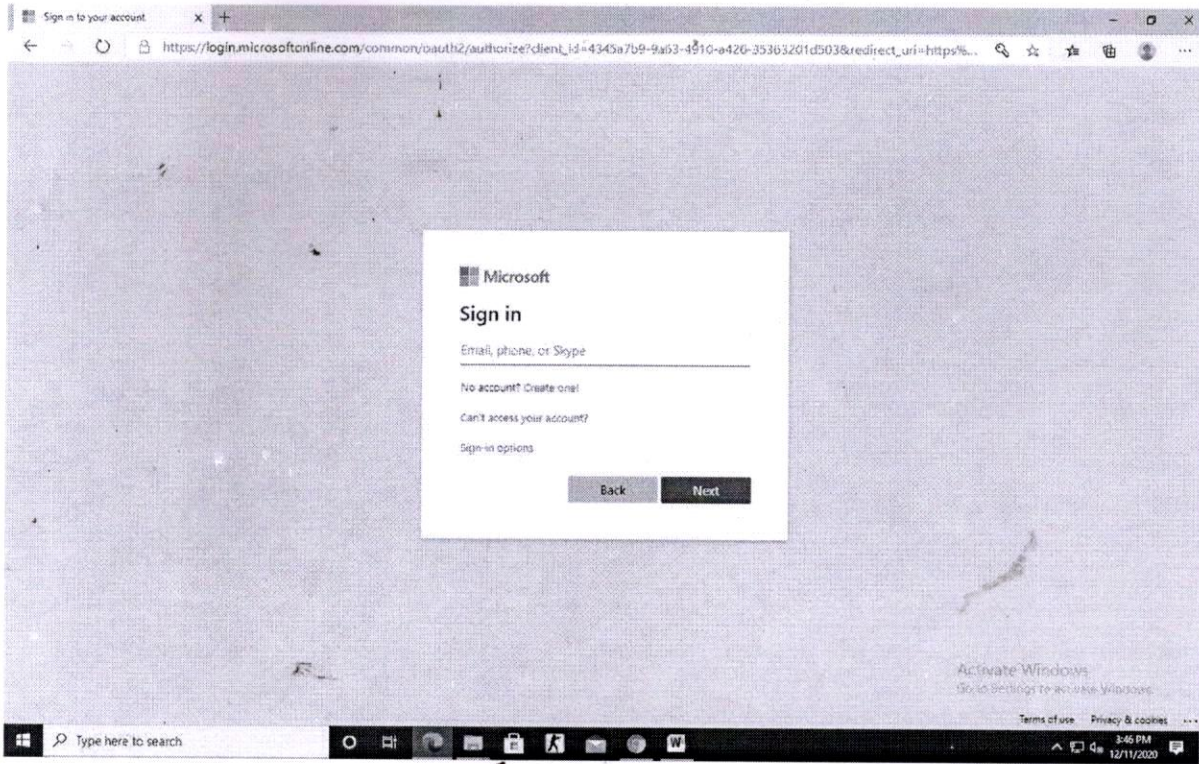 Sign in to your account
https://login.microsoftonline.com/common/oauth2/authorize?client_id=4345a7b9-9a63-4910-a426-35363201d503&redirect_uri=https%...
Microsoft
Sign in
Email, phone, or Skype
No account? Create one!
Can't access your account?
Sign-in options
Back Next
Activate Windows
Go to Settings to activate Windows.
Terms of use Privacy & cookies ...
Type here to search
3:46 PM
12/11/2020